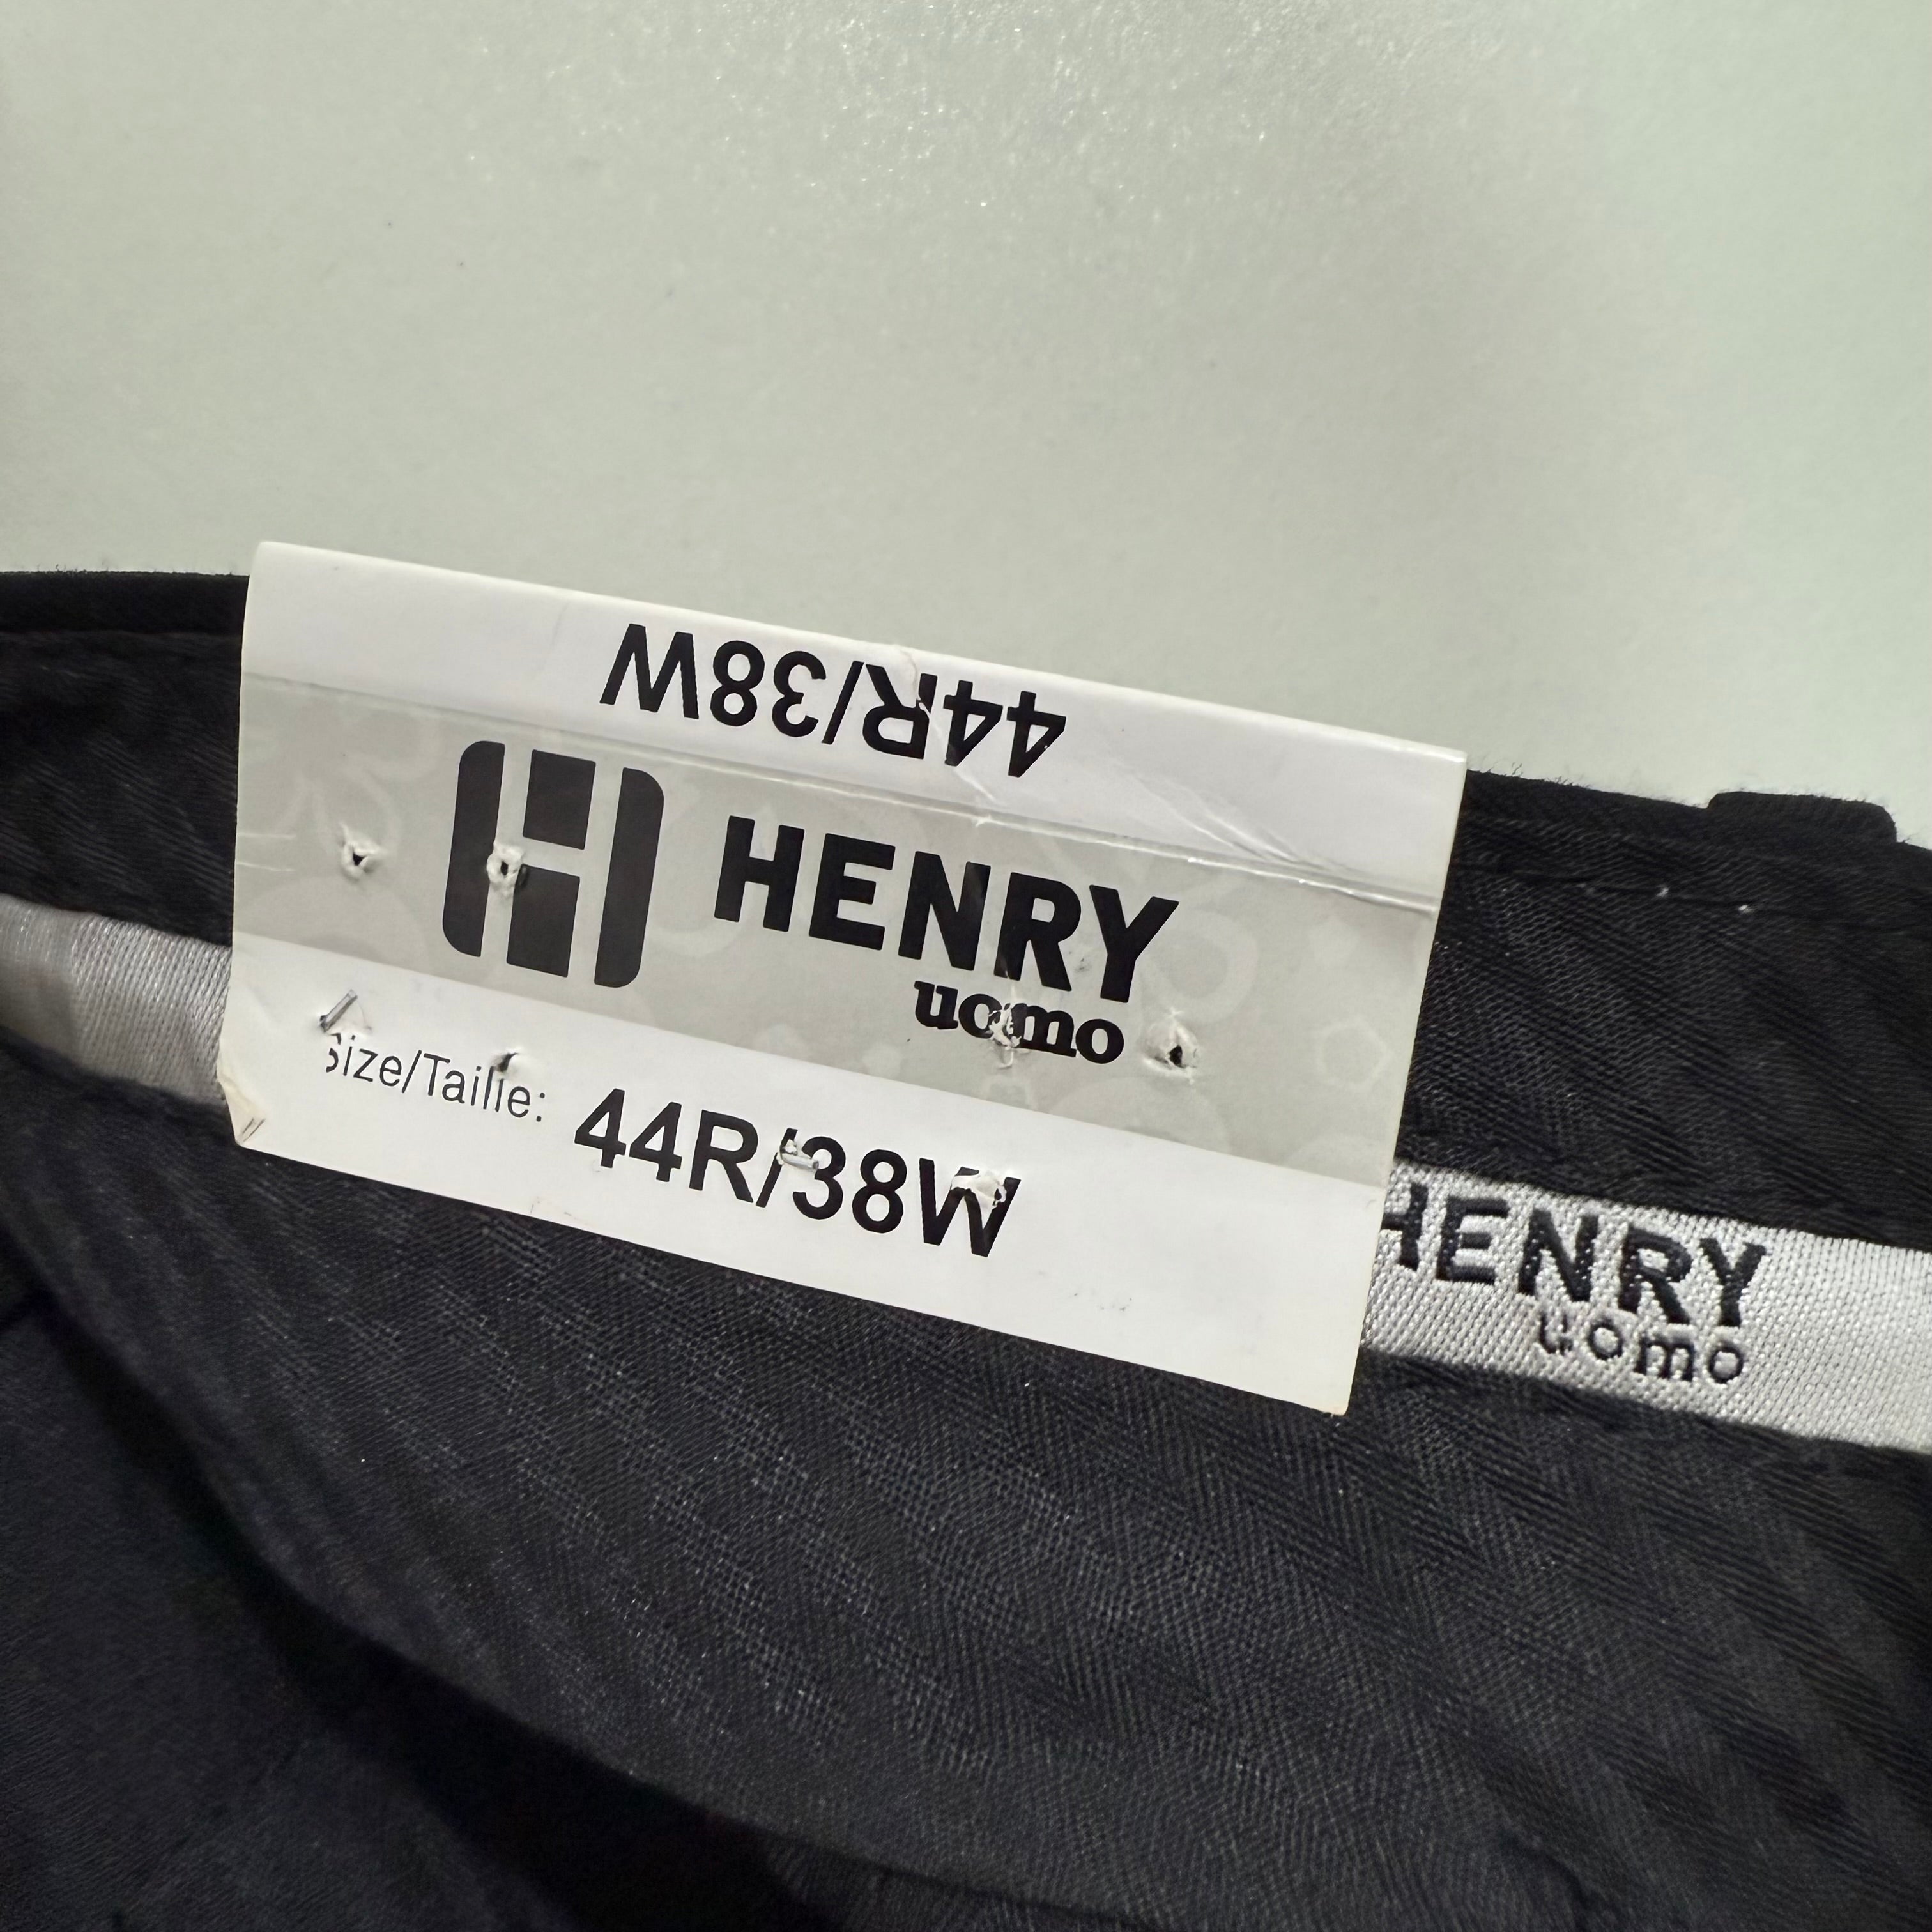 44R/38W
HENRY
uomo
Size/Taille: 44R/38W
HENRY
uomo